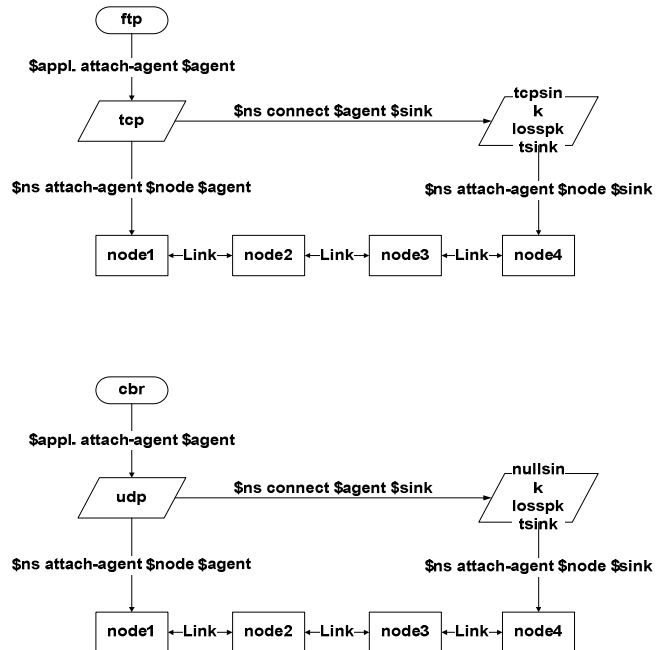 ftp
$appl. attach-agent $agent
tcp
$ns connect $agent $sink
tcpsin
k
losspk
tsink
$ns attach-agent $node $agent
$ns attach-agent $node $sink
node1
Link
node2
Link
node3
Link
node4
cbr
$appl. attach-agent $agent
udp
$ns connect $agent $sink
nullsin
k
losspk
tsink
$ns attach-agent $node $agent
$ns attach-agent $node $sink
node1
Link
node2
Link
node3
Link
node4